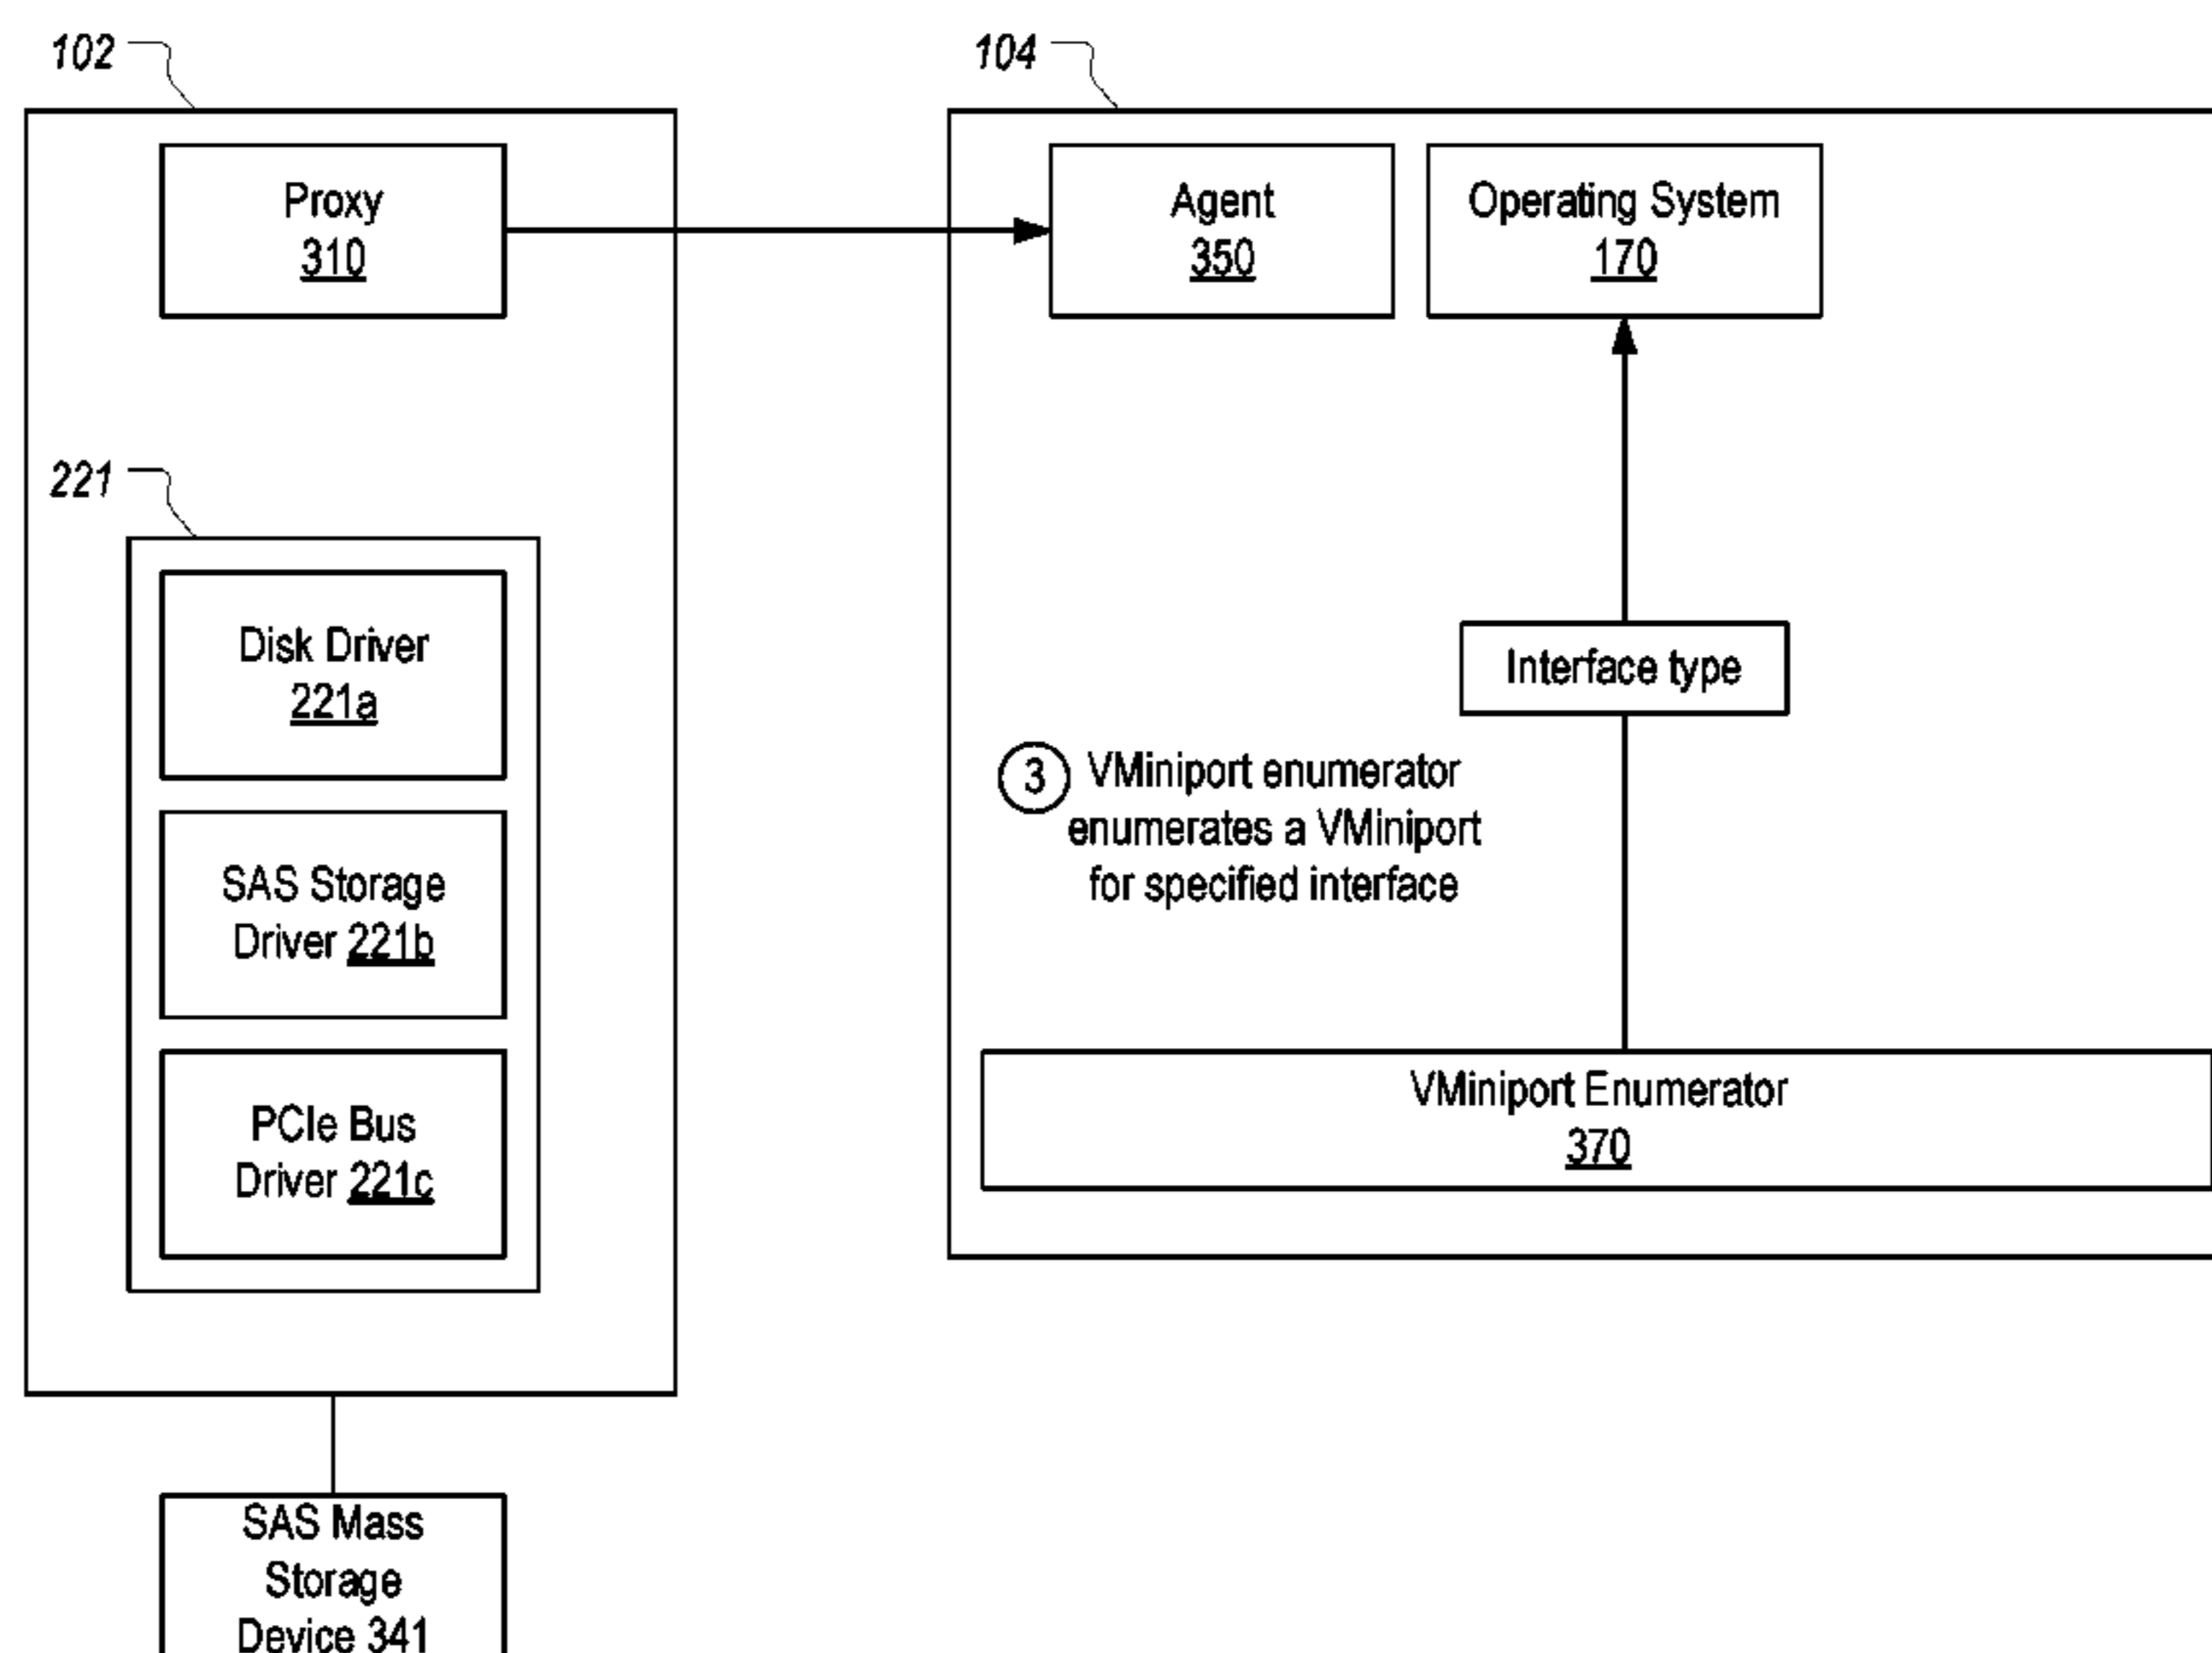 102
104
Proxy
310
Agent
350
Operating System
170
221
Disk Driver
221a
Interface type
3 VMiniport enumerator
enumerates a VMiniport
for specified interface
SAS Storage
Driver 221b
PCIe Bus
Driver 221c
VMiniport Enumerator
370
SAS Mass
Storage
Device 341